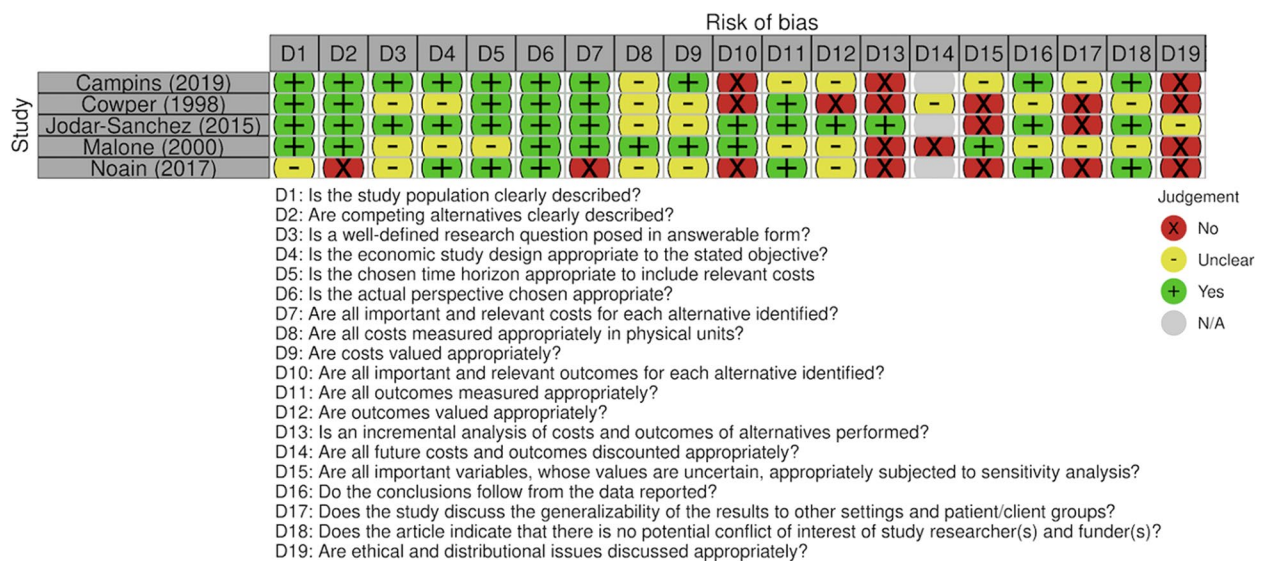 Risk of bias
D1 D2 D3 D4 D5 D6 D7 D8 D9 D10 D11 D12 D13 D14 D15 D16 D17 D18 D19
Study
Campins (2019) + + + + + + + - + X - - X - + - + X
Cowper (1998) + + - - + + + - - X + X X - X - X - X
Jodar-Sanchez (2015) + + + + + + + - - + + + + X + X + -
Malone (2000) + + - - - + + + + + - - X X + - - - X
Noain (2017) - X - + + + X - - X + - X X + X + X
D1: Is the study population clearly described?
D2: Are competing alternatives clearly described?
D3: Is a well-defined research question posed in answerable form?
D4: Is the economic study design appropriate to the stated objective?
D5: Is the chosen time horizon appropriate to include relevant costs
D6: Is the actual perspective chosen appropriate?
D7: Are all important and relevant costs for each alternative identified?
D8: Are all costs measured appropriately in physical units?
D9: Are costs valued appropriately?
D10: Are all important and relevant outcomes for each alternative identified?
D11: Are all outcomes measured appropriately?
D12: Are outcomes valued appropriately?
D13: Is an incremental analysis of costs and outcomes of alternatives performed?
D14: Are all future costs and outcomes discounted appropriately?
D15: Are all important variables, whose values are uncertain, appropriately subjected to sensitivity analysis?
D16: Do the conclusions follow from the data reported?
D17: Does the study discuss the generalizability of the results to other settings and patient/client groups?
D18: Does the article indicate that there is no potential conflict of interest of study researcher(s) and funder(s)?
D19: Are ethical and distributional issues discussed appropriately?
Judgement
X No
- Unclear
+ Yes
N/A